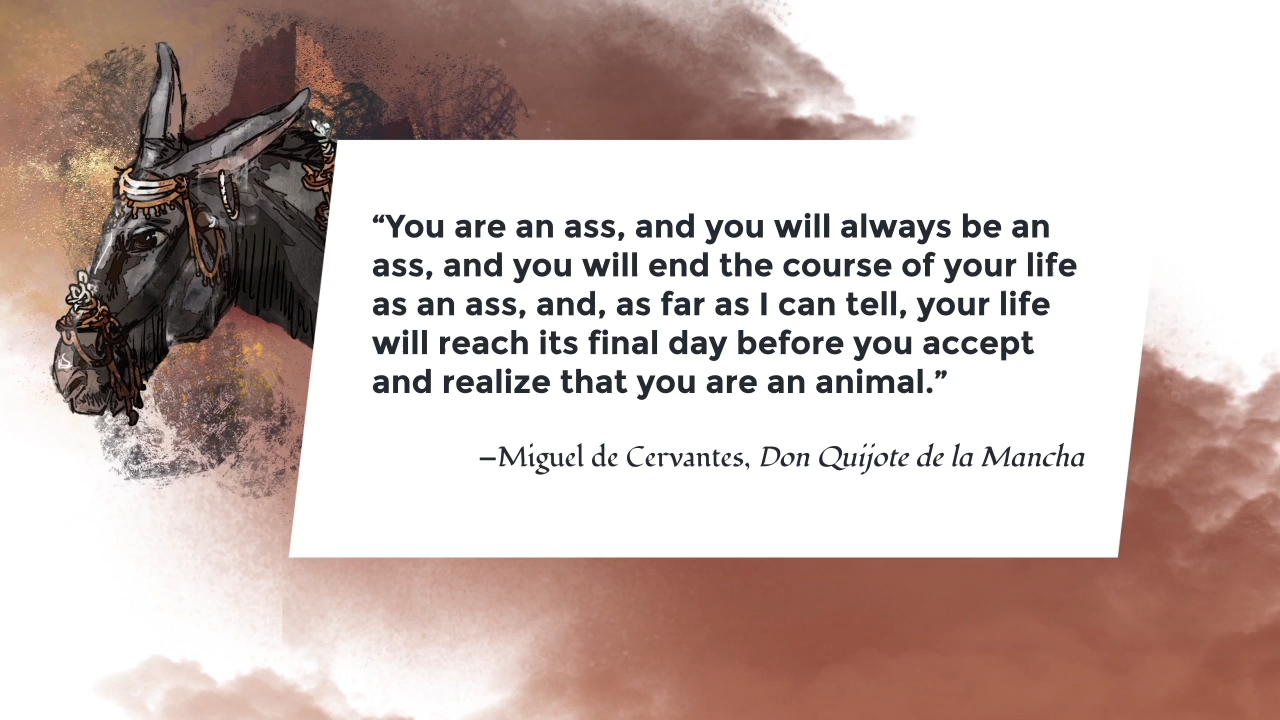 “You are an ass, and you will always be an
ass, and you will end the course of your life
as an ass, and, as far as I can tell, your life
will reach its final day before you accept
and realize that you are an animal.”
–Miguel de Cervantes, Don Quijote de la Mancha